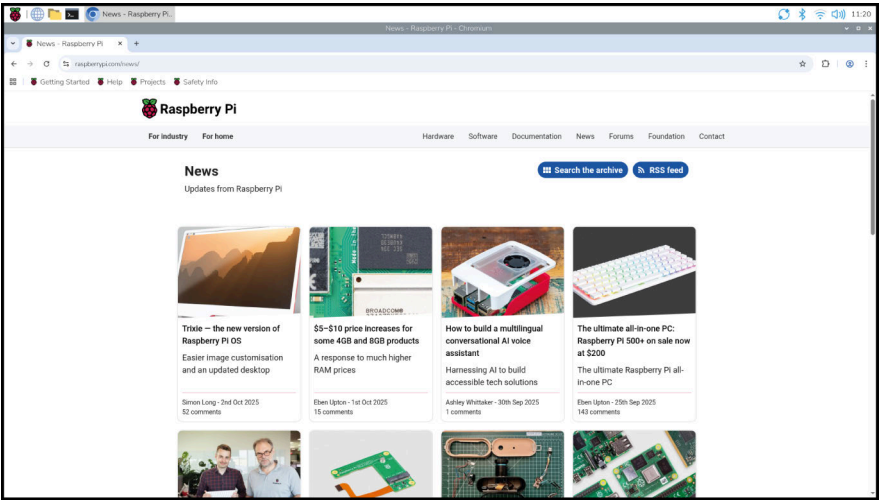 News - Raspberry Pi...
11:20
News - Raspberry Pi - Chromium
News - Raspberry Pi
raspberrypi.com/news/
Getting Started
Help
Projects
Safety Info
Raspberry Pi
For industry
For home
Hardware
Software
Documentation
News
Forums
Foundation
Contact
News
Search the archive
RSS feed
Updates from Raspberry Pi
BROADCOM®
Trixie — the new version of
Raspberry Pi OS
Easier image customisation
and an updated desktop
Simon Long - 2nd Oct 2025
52 comments
$5–$10 price increases for
some 4GB and 8GB products
A response to much higher
RAM prices
Eben Upton - 1st Oct 2025
15 comments
How to build a multilingual
conversational AI voice
assistant
Harnessing AI to build
accessible tech solutions
Ashley Whittaker - 30th Sep 2025
1 comments
The ultimate all-in-one PC:
Raspberry Pi 500+ on sale now
at $200
The ultimate Raspberry Pi all-
in-one PC
Eben Upton - 25th Sep 2025
143 comments